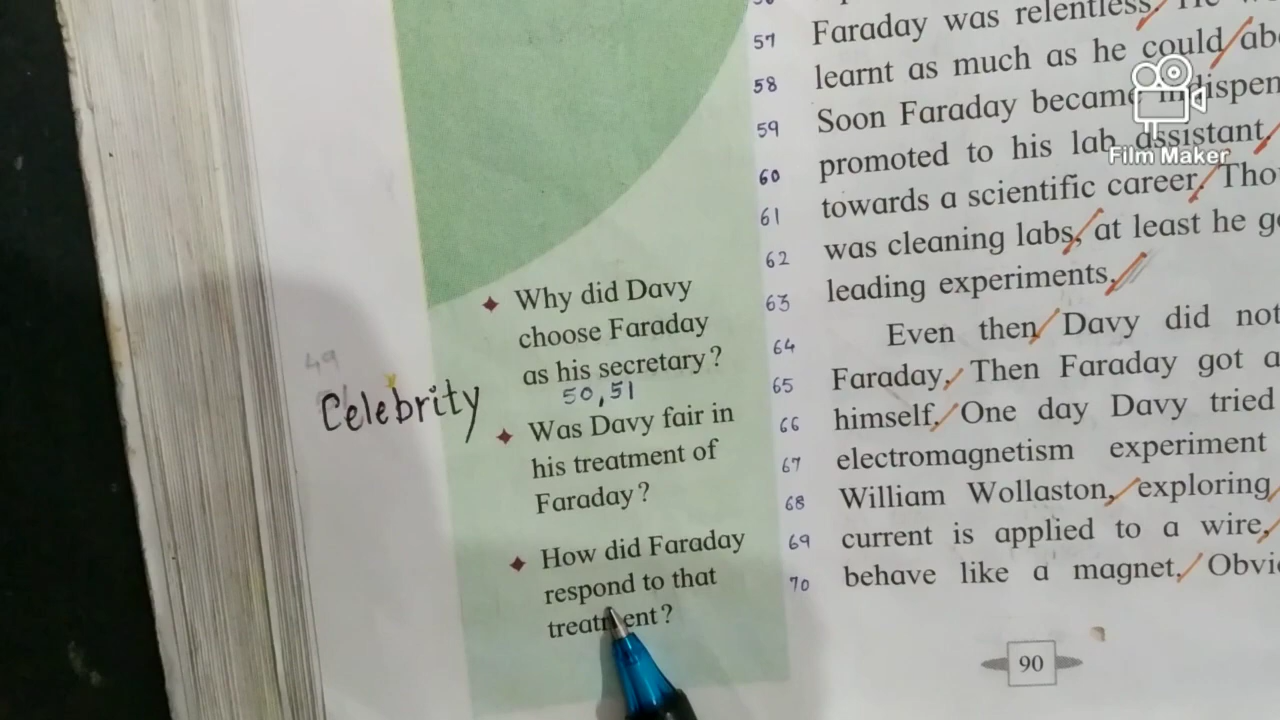 57 Faraday was relentless.
58 learnt as much as he could
59 Soon Faraday became
60 promoted to his lab assistant,
61 towards a scientific career.
62 was cleaning labs, at least he
63 leading experiments.
64 Even then, Davy did not
65 Faraday. Then Faraday got a
66 himself. One day Davy tried
67 electromagnetism experiment
68 William Wollaston, exploring,
69 current is applied to a wire,
70 behave like a magnet.
Film Maker
Why did Davy
choose Faraday
as his secretary?
50,51
49
Celebrity
Was Davy fair in
his treatment of
Faraday?
How did Faraday
respond to that
treatment?
90